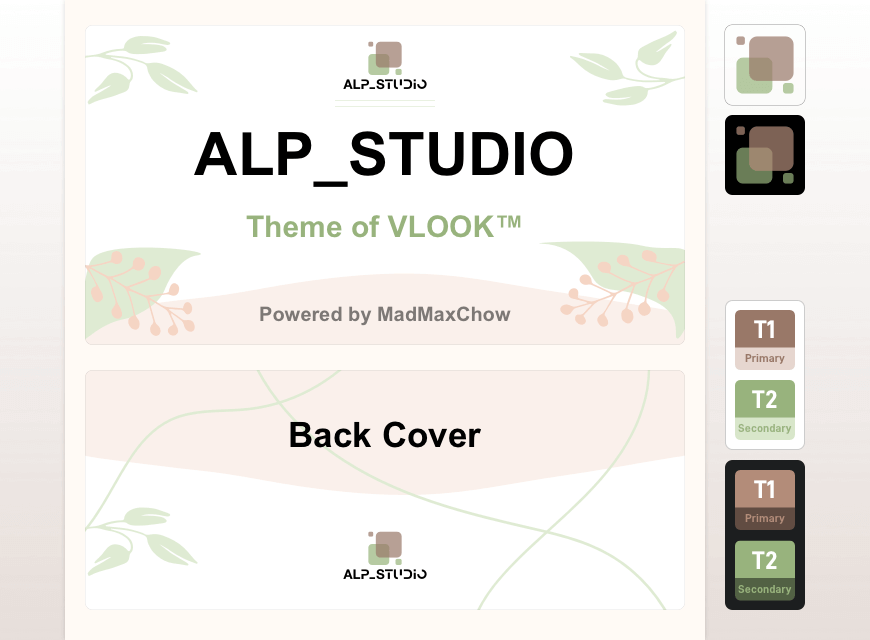 ALP_STUDIO
ALP_STUDIO
Theme of VLOOK™
Powered by MadMaxChow
Back Cover
ALP_STUDIO
T1
Primary
T2
Secondary
T1
Primary
T2
Secondary